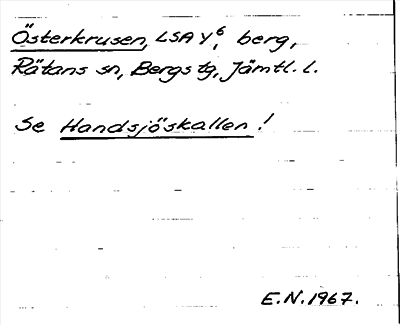 Österkrusen, LSA Y⁶, berg,
Rätans sn, Bergs tg, Jämtl. l.
Se Handsjöskallen!
E.N. 1967.